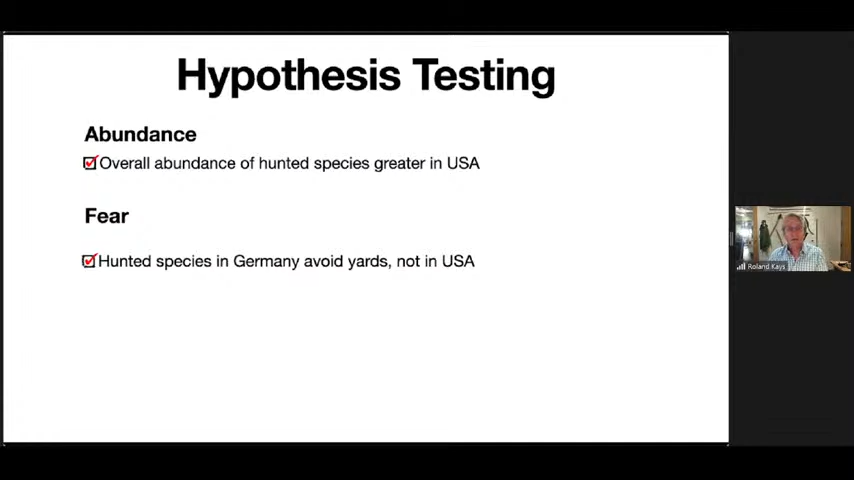 Hypothesis Testing
Abundance
Overall abundance of hunted species greater in USA
Fear
Hunted species in Germany avoid yards, not in USA
Roland Kays